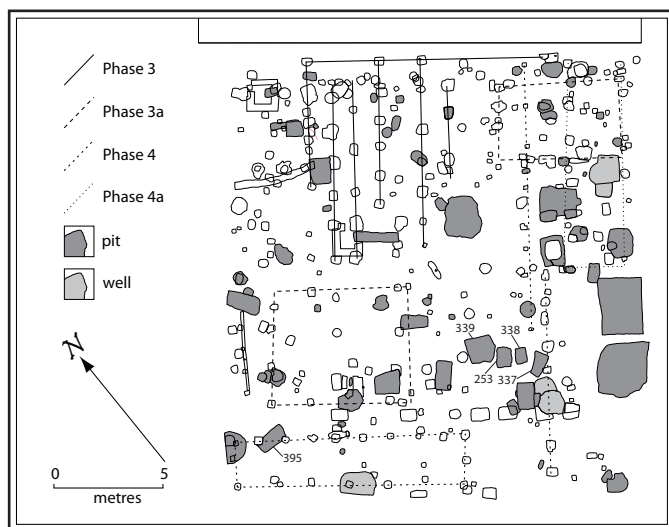 Phase 3
Phase 3a
Phase 4
Phase 4a
pit
well
N
0 5
metres
339
338
253
337
395